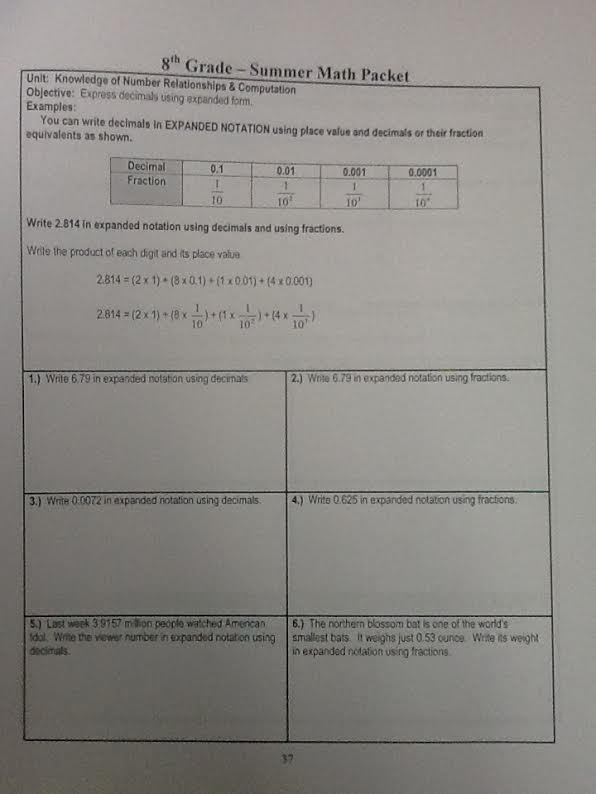 8th Grade – Summer Math Packet
Unit: Knowledge of Number Relationships & Computation
Objective: Express decimals using expanded form.
Examples:
You can write decimals in EXPANDED NOTATION using place value and decimals or their fraction
equivalents as shown.
Decimal 0.1 0.01 0.001 0.0001
Fraction 1/10 1/10² 1/10³ 1/10⁴
Write 2.814 in expanded notation using decimals and using fractions.
Write the product of each digit and its place value.
2.814 = (2 x 1) + (8 x 0.1) + (1 x 0.01) + (4 x 0.001)
2.814 = (2 x 1) + (8 x 1/10) + (1 x 1/10²) + (4 x 1/10³)
1.) Write 6.79 in expanded notation using decimals.
2.) Write 6.79 in expanded notation using fractions.
3.) Write 0.0072 in expanded notation using decimals.
4.) Write 0.625 in expanded notation using fractions.
5.) Last week 3.9157 million people watched American
Idol. Write the viewer number in expanded notation using
decimals.
6.) The northern blossom bat is one of the world's
smallest bats. It weighs just 0.53 ounce. Write its weight
in expanded notation using fractions.
37